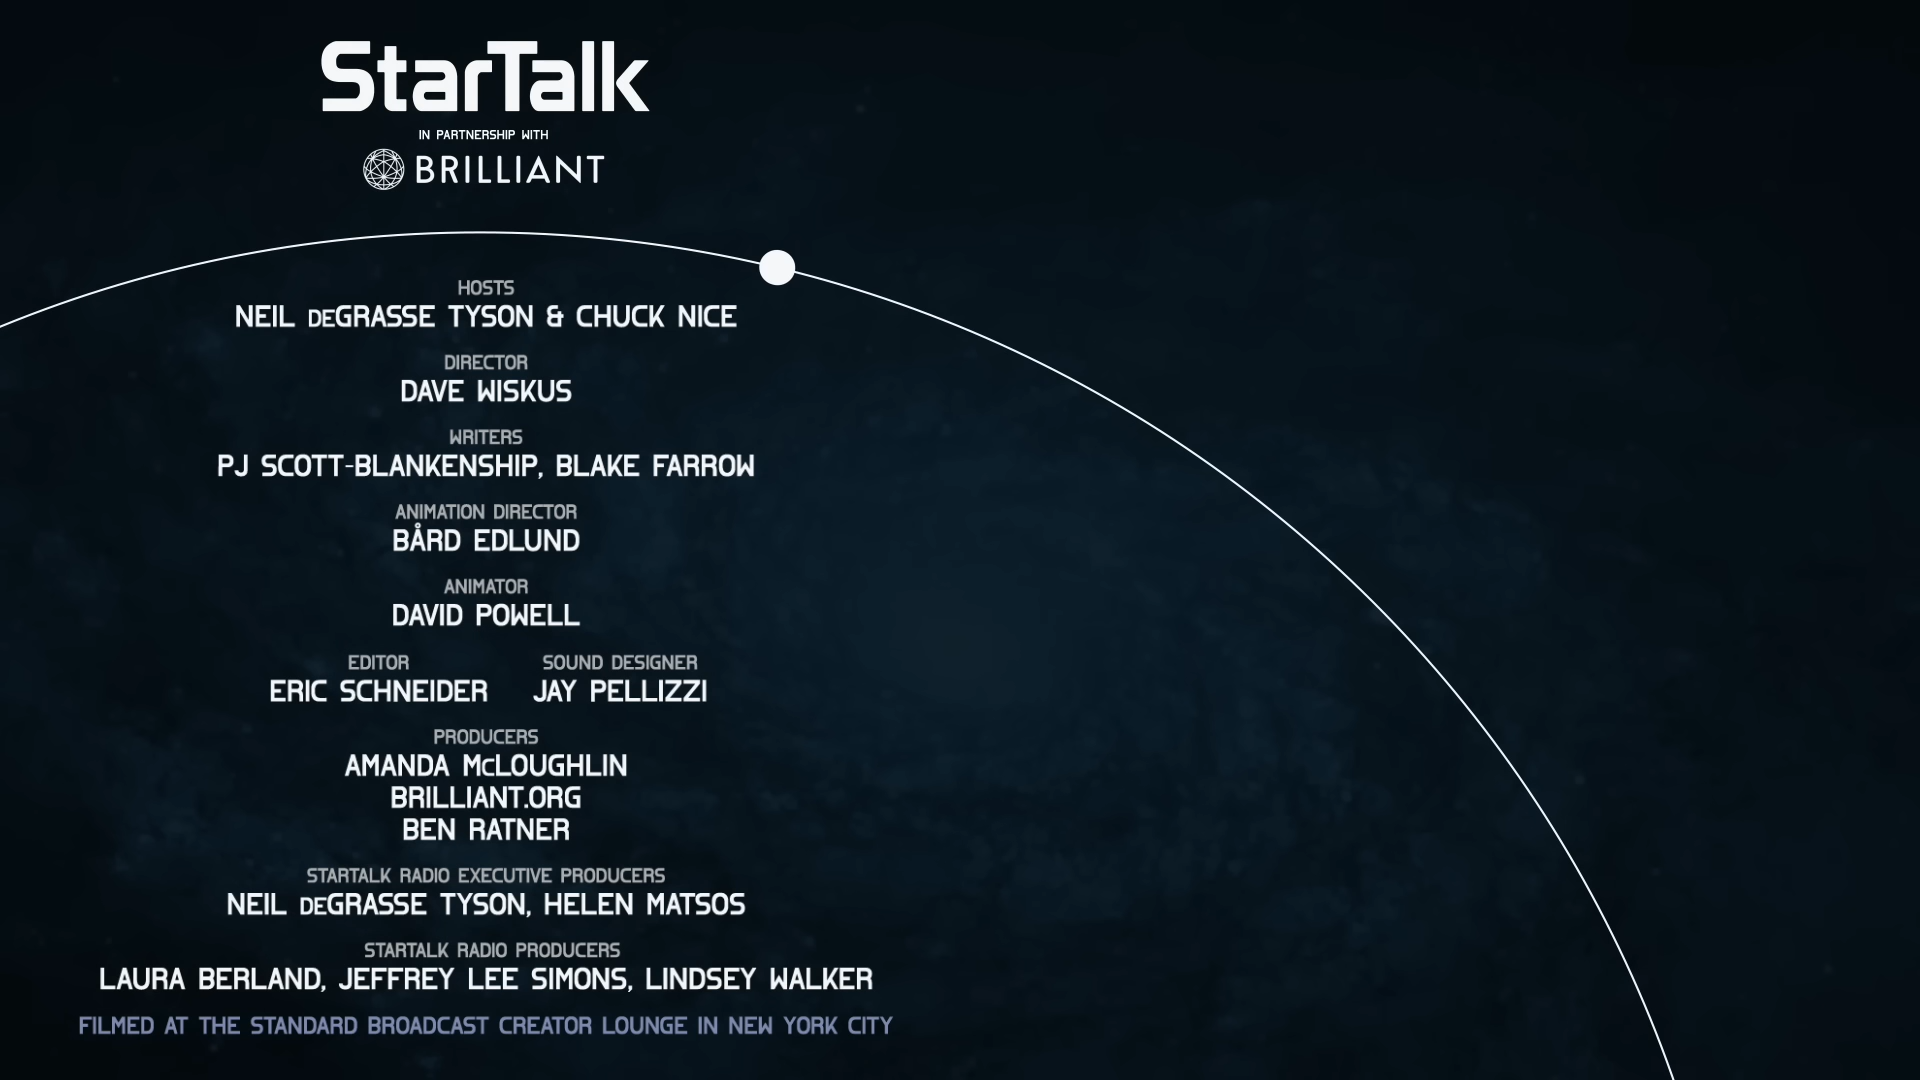 StarTalk
IN PARTNERSHIP WITH
BRILLIANT
HOSTS
NEIL DEGRASSE TYSON & CHUCK NICE
DIRECTOR
DAVE WISKUS
WRITERS
PJ SCOTT-BLANKENSHIP, BLAKE FARROW
ANIMATION DIRECTOR
BÅRD EDLUND
ANIMATOR
DAVID POWELL
EDITOR
ERIC SCHNEIDER
SOUND DESIGNER
JAY PELLIZZI
PRODUCERS
AMANDA McLOUGHLIN
BRILLIANT.ORG
BEN RATNER
STARTALK RADIO EXECUTIVE PRODUCERS
NEIL DEGRASSE TYSON, HELEN MATSOS
STARTALK RADIO PRODUCERS
LAURA BERLAND, JEFFREY LEE SIMONS, LINDSEY WALKER
FILMED AT THE STANDARD BROADCAST CREATOR LOUNGE IN NEW YORK CITY